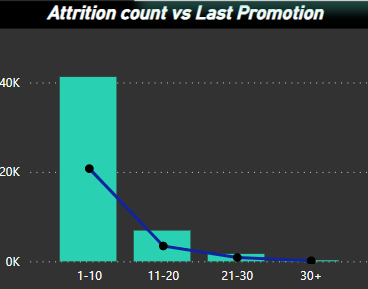 Attrition count vs Last Promotion
40K
20K
0K
1-10 11-20 21-30 30+